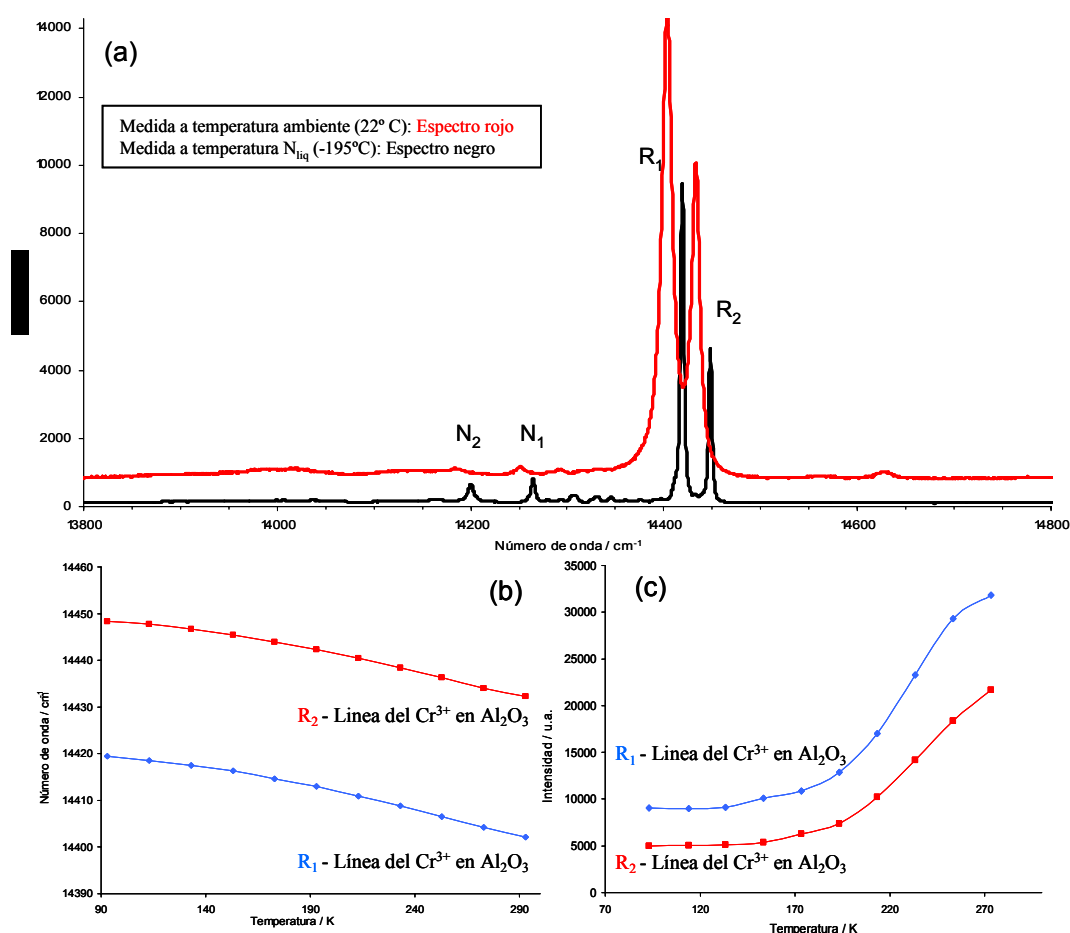 (a)
14000
12000
10000
8000
6000
4000
2000
0
Medida a temperatura ambiente (22º C): Espectro rojo
Medida a temperatura Nliq (-195ºC): Espectro negro
R1
R2
N2
N1
13800
14000
14200
14400
14600
14800
Número de onda / cm-1
(b)
14460
14450
14440
14430
14420
14410
14400
14390
Número de onda / cm-1
R2 - Linea del Cr3+ en Al2O3
R1 - Línea del Cr3+ en Al2O3
90
140
190
240
290
Temperatura / K
(c)
35000
30000
25000
20000
15000
10000
5000
0
Intensidad / u.a.
R1 - Linea del Cr3+ en Al2O3
R2 - Línea del Cr3+ en Al2O3
70
120
170
220
270
Temperatura / K